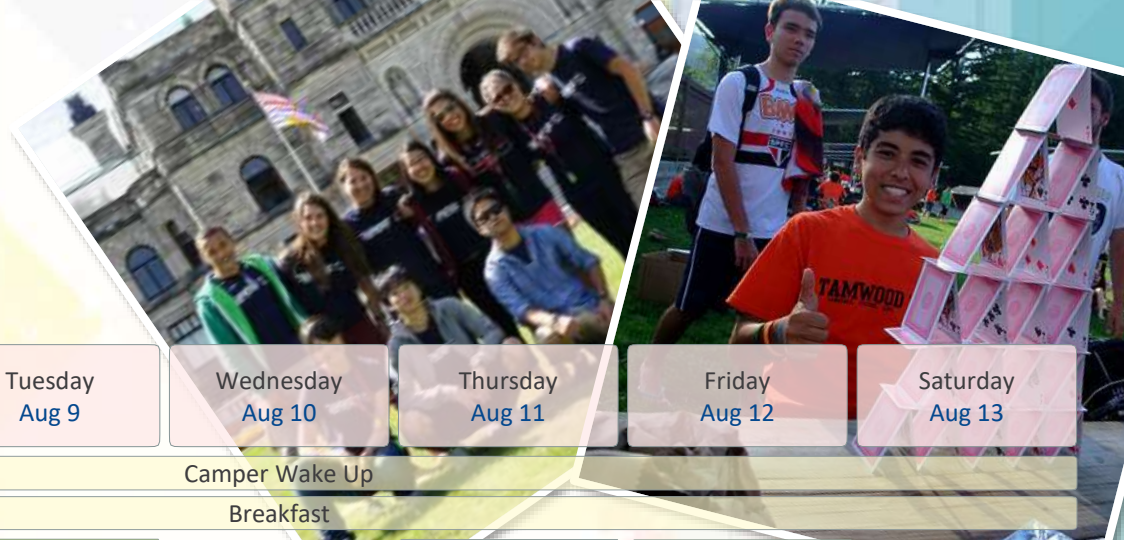 TAMWOOD
Tuesday
Aug 9
Wednesday
Aug 10
Thursday
Aug 11
Friday
Aug 12
Saturday
Aug 13
Camper Wake Up
Breakfast